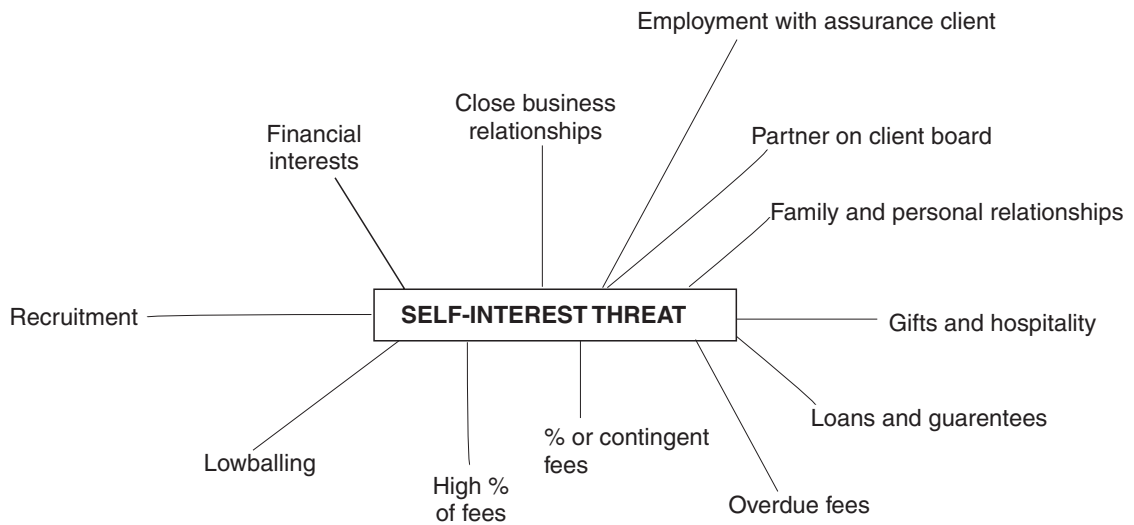 Employment with assurance client
Close business
relationships
Financial
interests
Partner on client board
Family and personal relationships
Recruitment
SELF-INTEREST THREAT
Gifts and hospitality
Loans and guarentees
% or contingent
fees
Lowballing
High %
of fees
Overdue fees